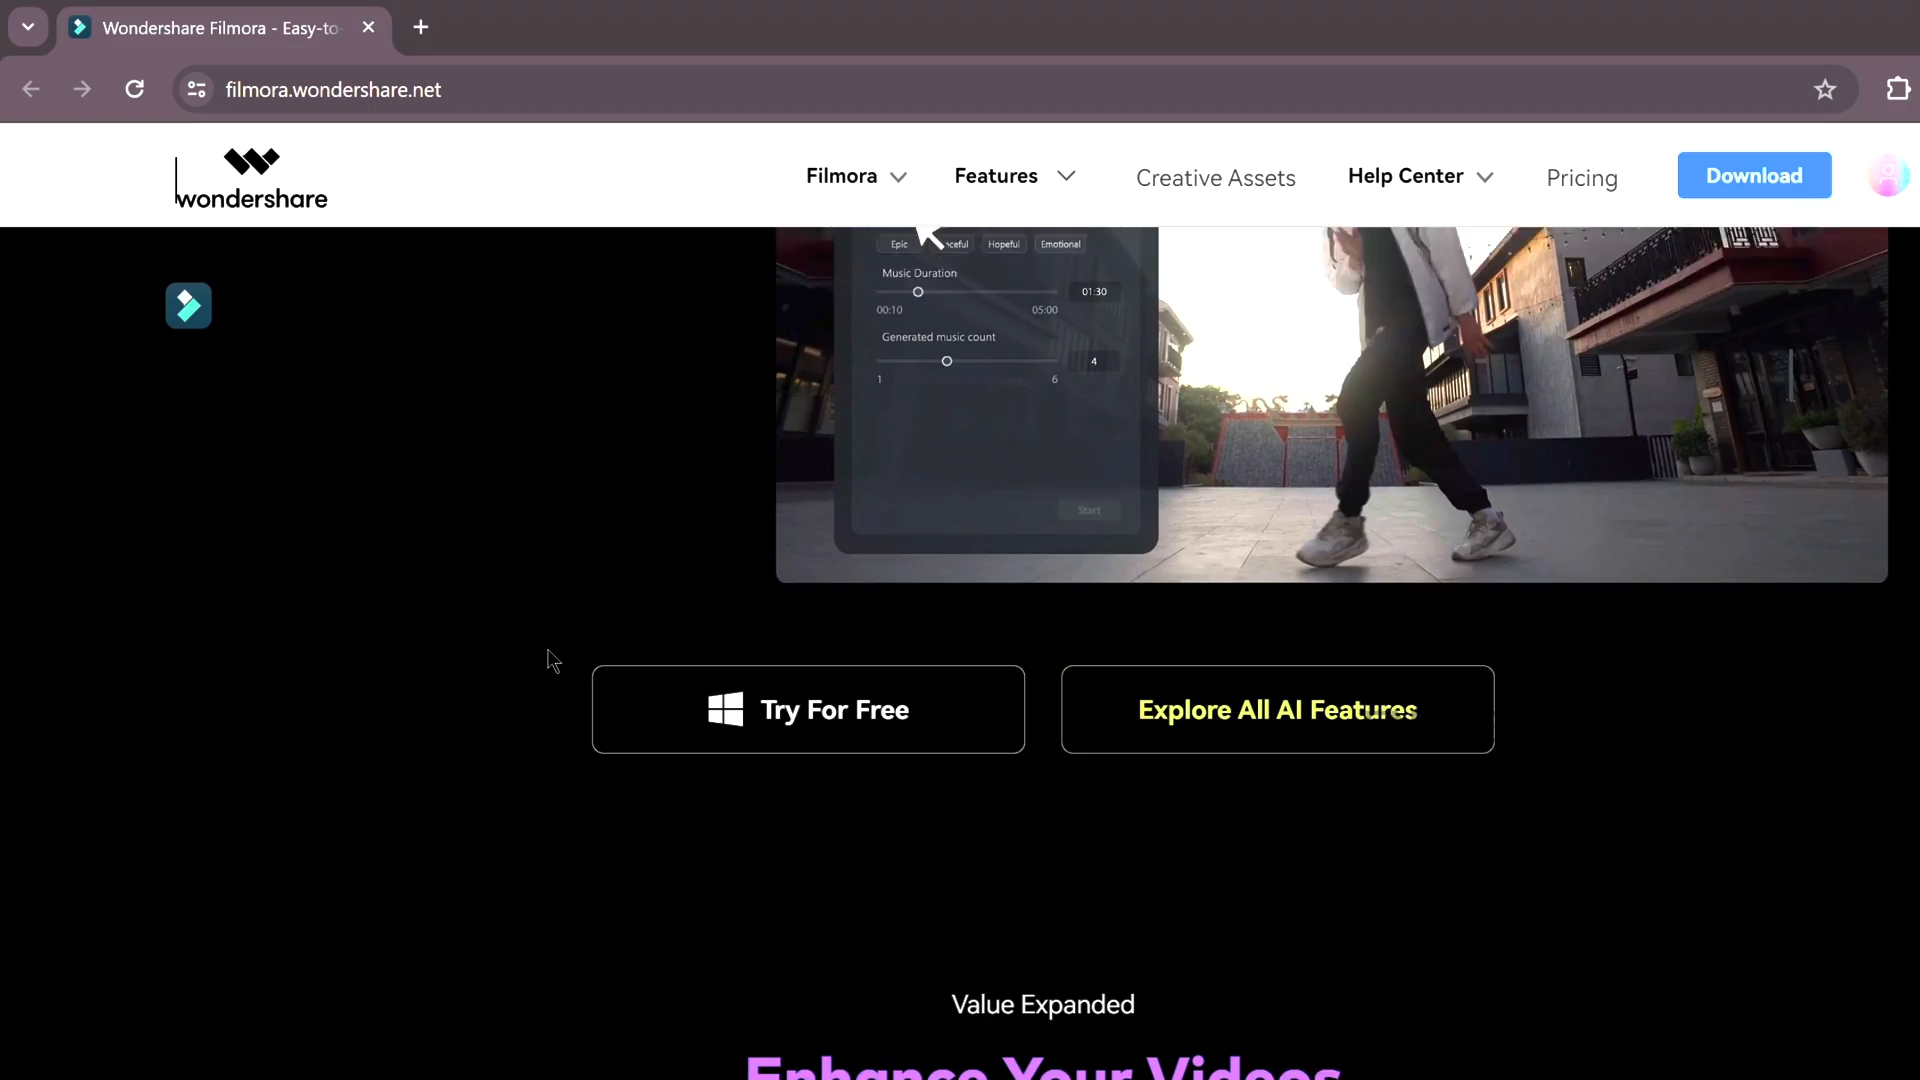 Wondershare Filmora - Easy-to-
filmora.wondershare.net
wondershare
Filmora
Features
Creative Assets
Help Center
Pricing
Download
Epic
Hopeful
Emotional
Music Duration
01:30
00:10
05:00
Generated music count
4
1
6
Start
Try For Free
Explore All AI Features
Value Expanded
Enhance Your Videos